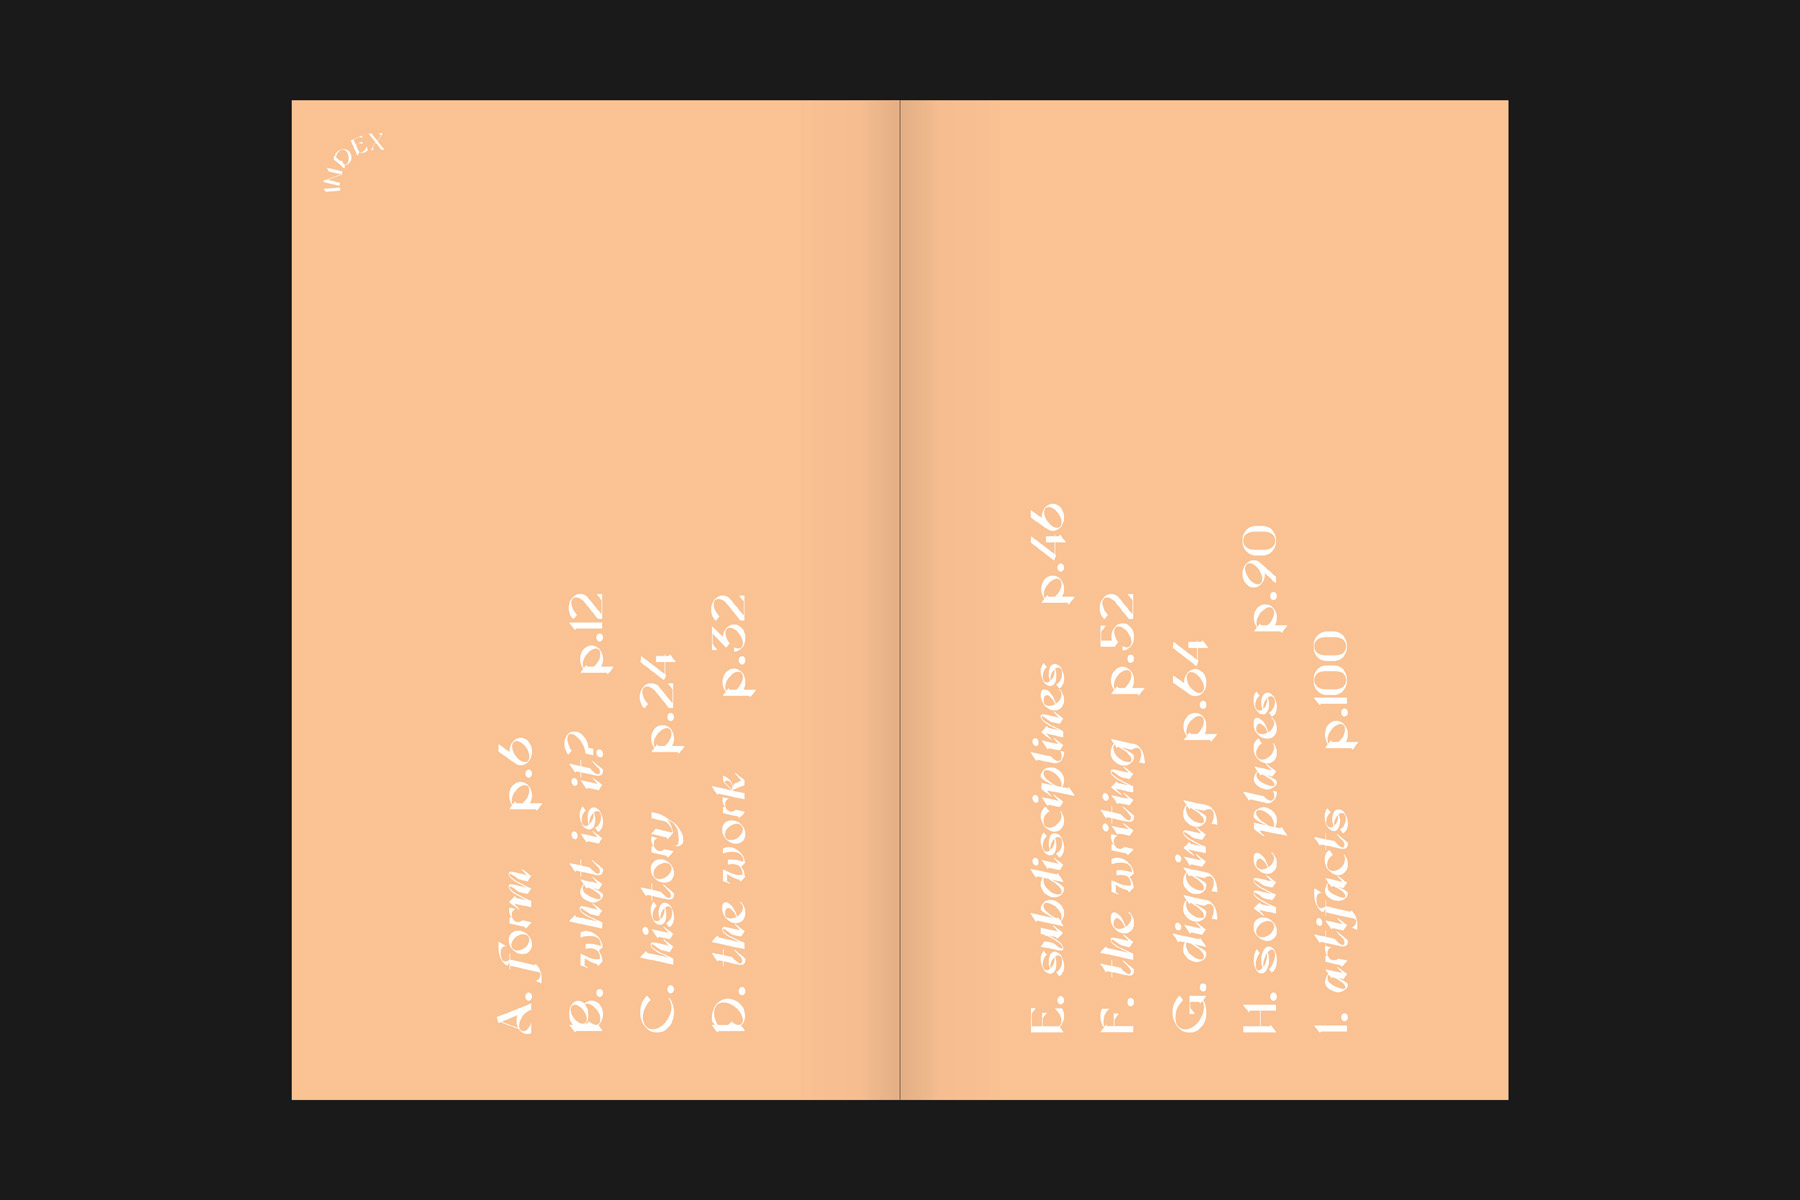 INDEX
A. form p.6
B. what is it? p.12
C. history p.24
D. the work p.32
E. subdisciplines p.46
F. the writing p.52
G. digging p.64
H. some places p.90
I. artifacts p.100